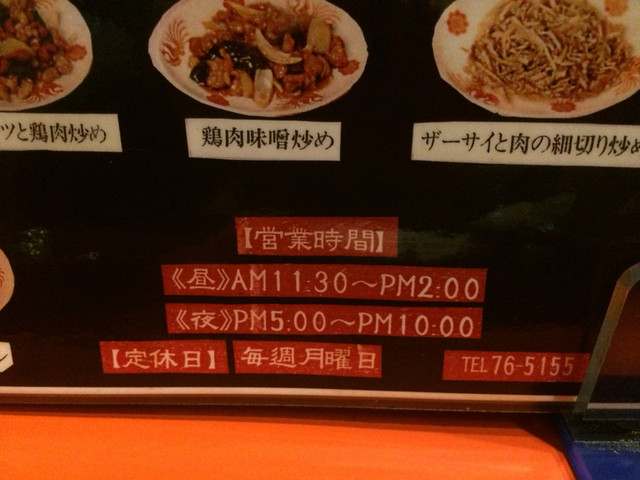 ツと鶏肉炒め
鶏肉味噌炒め
ザーサイと肉の細切り炒め
【営業時間】
《昼》AM11:30～PM2:00
《夜》PM5:00～PM10:00
【定休日】 毎週月曜日
TEL 76-5155